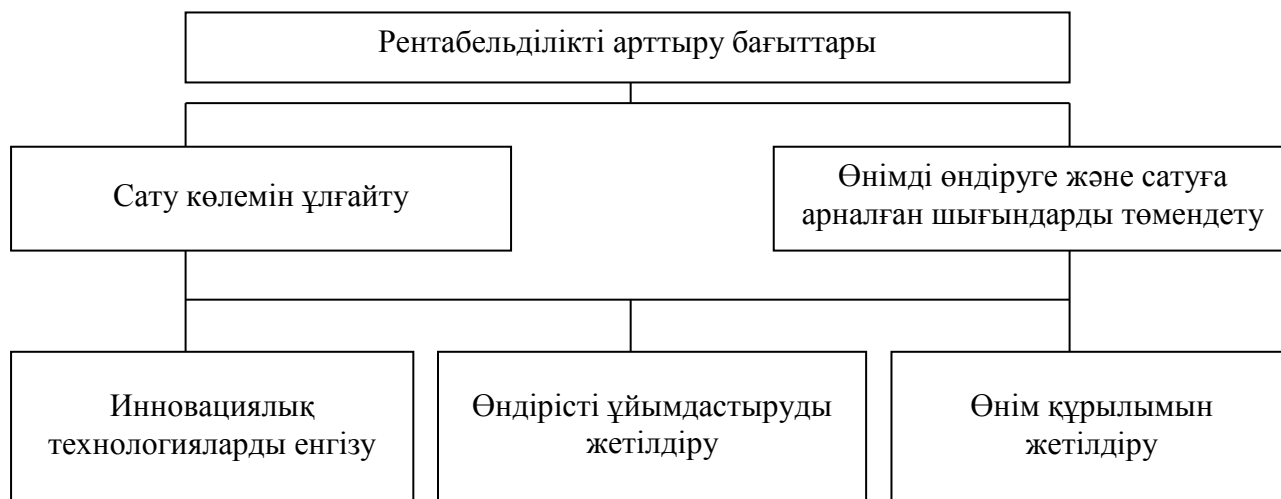 Рентабельділікті арттыру бағыттары
Сату көлемін ұлғайту
Өнімді өндіруге және сатуға
арналған шығындарды төмендету
Инновациялық
технологияларды енгізу
Өндірісті ұйымдастыруды
жетілдіру
Өнім құрылымын
жетілдіру